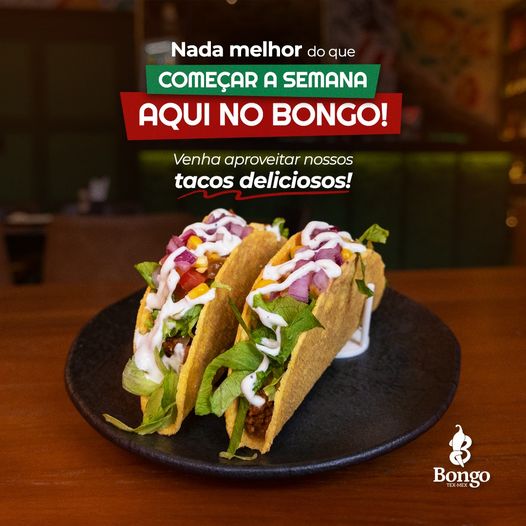 Nada melhor do que
COMEÇAR A SEMANA
AQUI NO BONGO!
Venha aproveitar nossos
tacos deliciosos!
Bongo
TEX-MEX